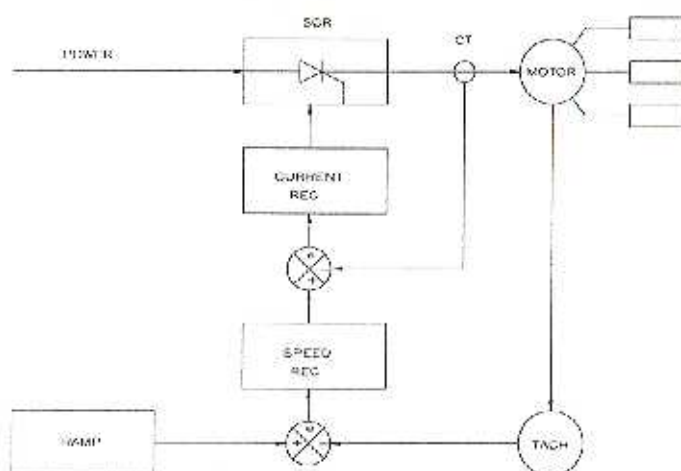 SCR
POWER
CT
MOTOR
CURRENT
REG
SPEED
REG
RAMP
TACH